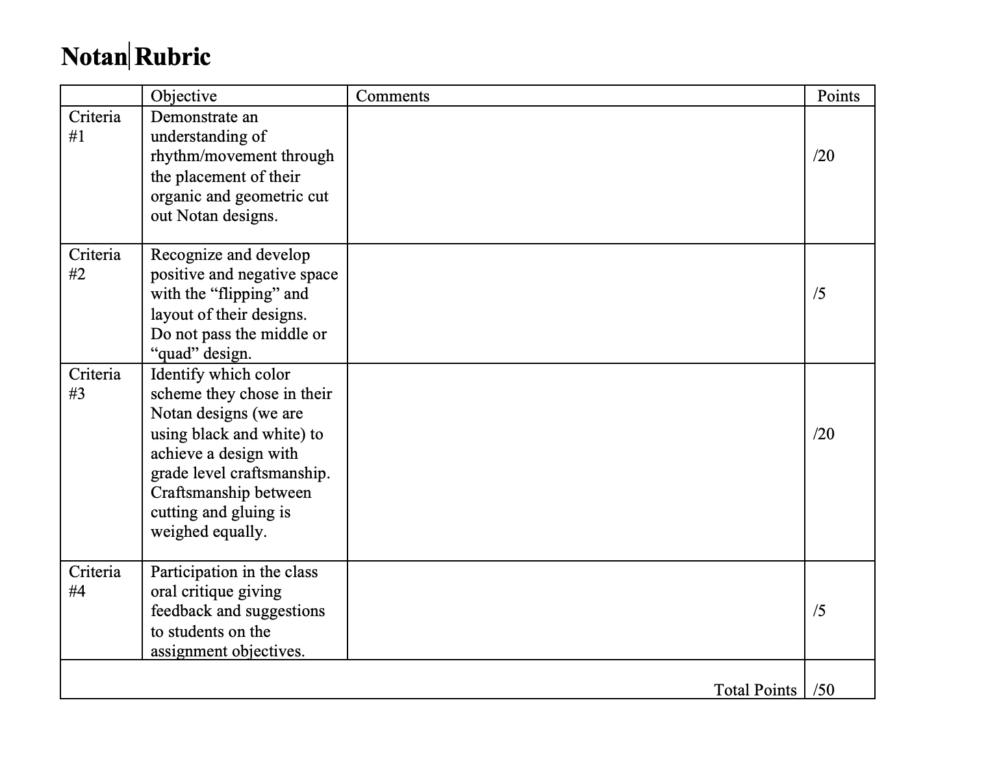 Notan Rubric
Objective
Comments
Points
Criteria
#1
Demonstrate an
understanding of
rhythm/movement through
the placement of their
organic and geometric cut
out Notan designs.
/20
Criteria
#2
Recognize and develop
positive and negative space
with the “flipping” and
layout of their designs.
Do not pass the middle or
“quad” design.
/5
Criteria
#3
Identify which color
scheme they chose in their
Notan designs (we are
using black and white) to
achieve a design with
grade level craftsmanship.
Craftsmanship between
cutting and gluing is
weighed equally.
/20
Criteria
#4
Participation in the class
oral critique giving
feedback and suggestions
to students on the
assignment objectives.
/5
Total Points
/50